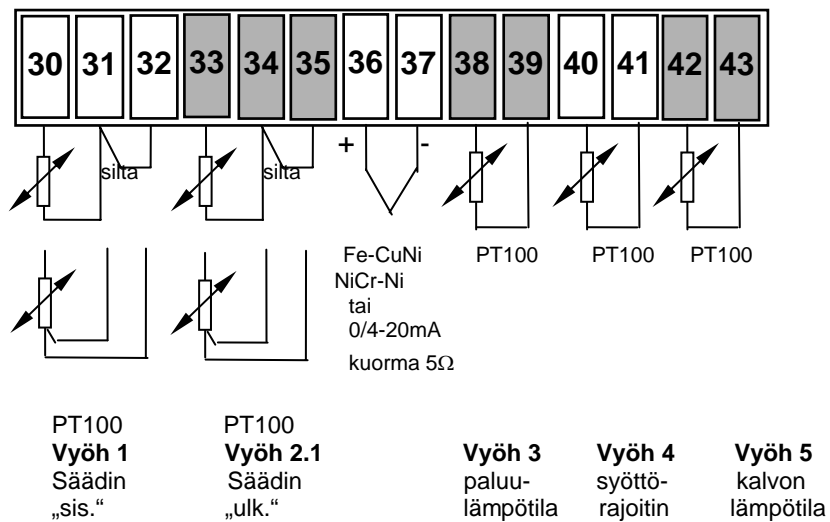 30 31 32 33 34 35 36 37 38 39 40 41 42 43
silta silta + -
Fe-CuNi PT100 PT100 PT100
NiCr-Ni
tai
0/4-20mA
kuorma 5Ω
PT100 PT100
Vyöh 1 Vyöh 2.1 Vyöh 3 Vyöh 4 Vyöh 5
Säädin Säädin paluu- syöttö- kalvon
„sis.“ „ulk.“ lämpötila rajoitin lämpötila